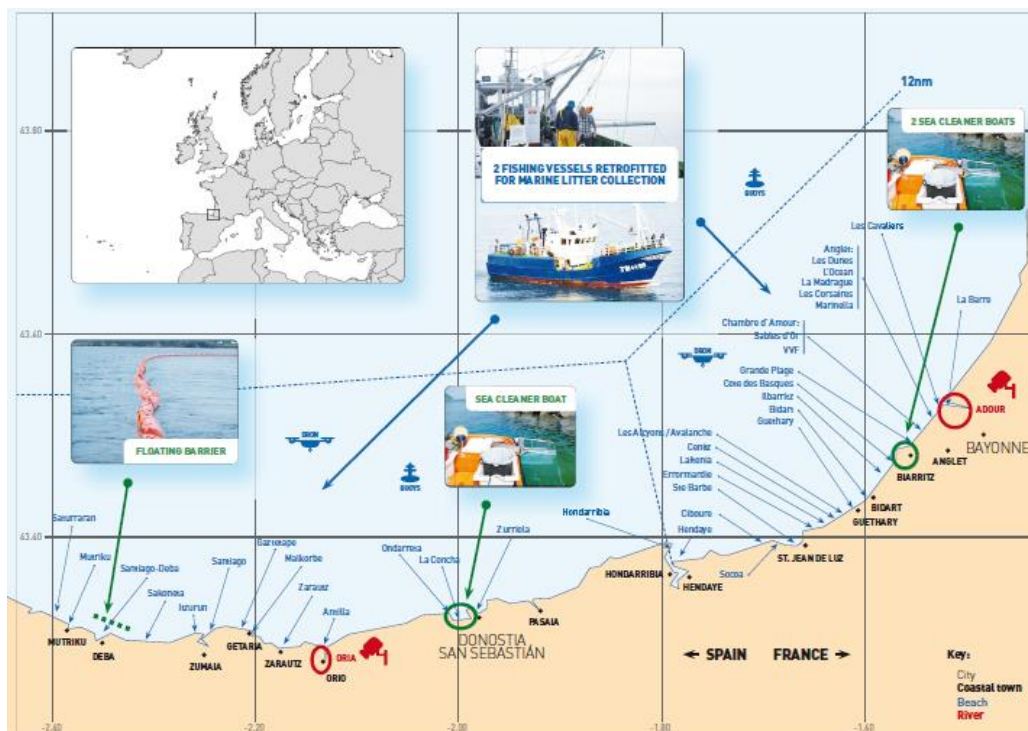 12nm
43.80
2 SEA CLEANER BOATS
2 FISHING VESSELS RETROFITTED
FOR MARINE LITTER COLLECTION
BUOYS
Les Cavaliers
Anglet:
Les Dunes
L'Ocean
La Madrague
Les Corsaires
Marinella
La Barre
43.60
Chambre d'Amour:
Sables d'Or
VVF
DRON
Grande Plage
Cote des Basques
Ilbarritz
Bidart
Guethary
ADOUR
BAYONNE
FLOATING BARRIER
SEA CLEANER BOAT
DRON
BUOYS
Les Alcyons/Avalanche
Cenitz
Lafitenia
Erromardie
Ste Barbe
ANGLET
BIARRITZ
BIDART
GUETHARY
43.40
Saturraran
Mutriku
Santiago-Deba
Sakoneta
Itzurun
Santiago
Gaztetape
Malkorbe
Zarautz
Antilla
Ondarreta
La Concha
Zurriola
Hondarribia
Ciboure
Hendaye
Socoa
ST. JEAN DE LUZ
HONDARRIBIA
HENDAYE
PASAIA
MUTRIKU
DEBA
ZUMAIA
GETARIA
ZARAUTZ
ORIA
ORIO
DONOSTIA
SAN SEBASTIÁN
SPAIN
FRANCE
Key:
City
Coastal town
Beach
River
-2.60
-2.20
-2.00
-1.80
-1.60